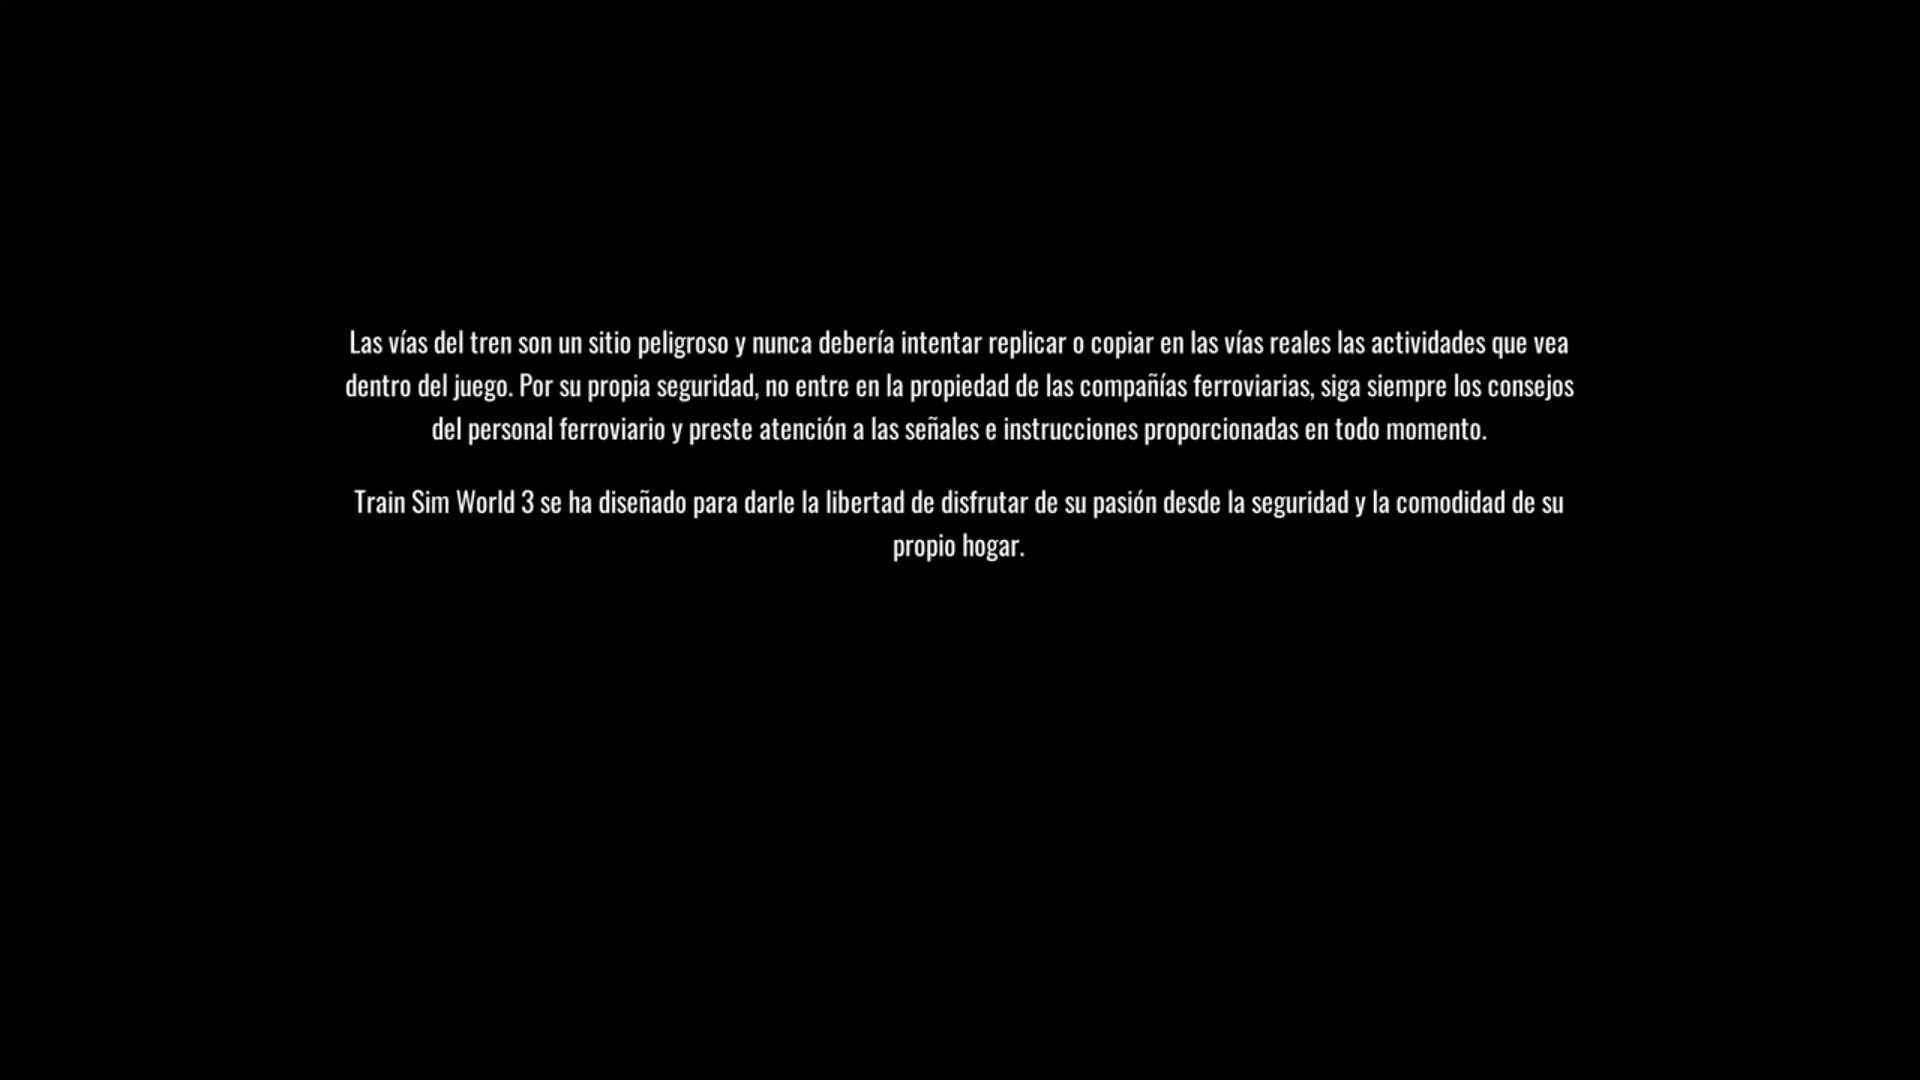 Las vías del tren son un sitio peligroso y nunca debería intentar replicar o copiar en las vías reales las actividades que vea
dentro del juego. Por su propia seguridad, no entre en la propiedad de las compañías ferroviarias, siga siempre los consejos
del personal ferroviario y preste atención a las señales e instrucciones proporcionadas en todo momento.
Train Sim World 3 se ha diseñado para darle la libertad de disfrutar de su pasión desde la seguridad y la comodidad de su
propio hogar.